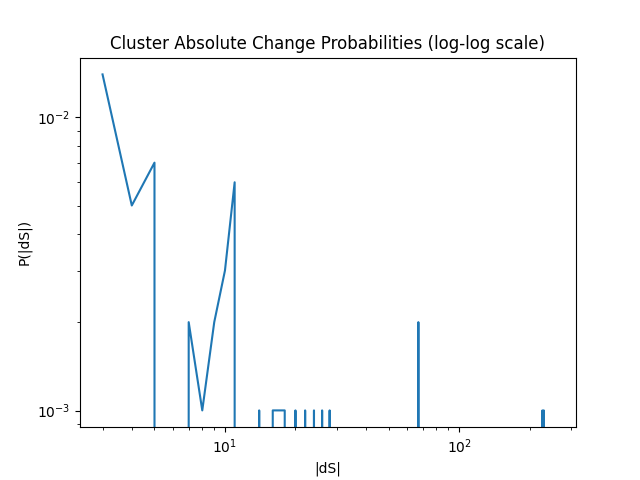 Cluster Absolute Change Probabilities (log-log scale)
P(|dS|)
10⁻²
10⁻³
10¹
10²
|dS|